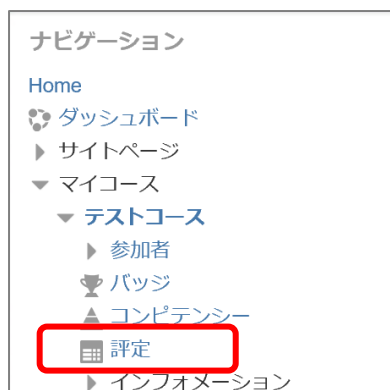 ナビゲーション
Home
ダッシュボード
サイトページ
マイコース
テストコース
参加者
バッジ
コンピテンシー
評定
インフォメーション